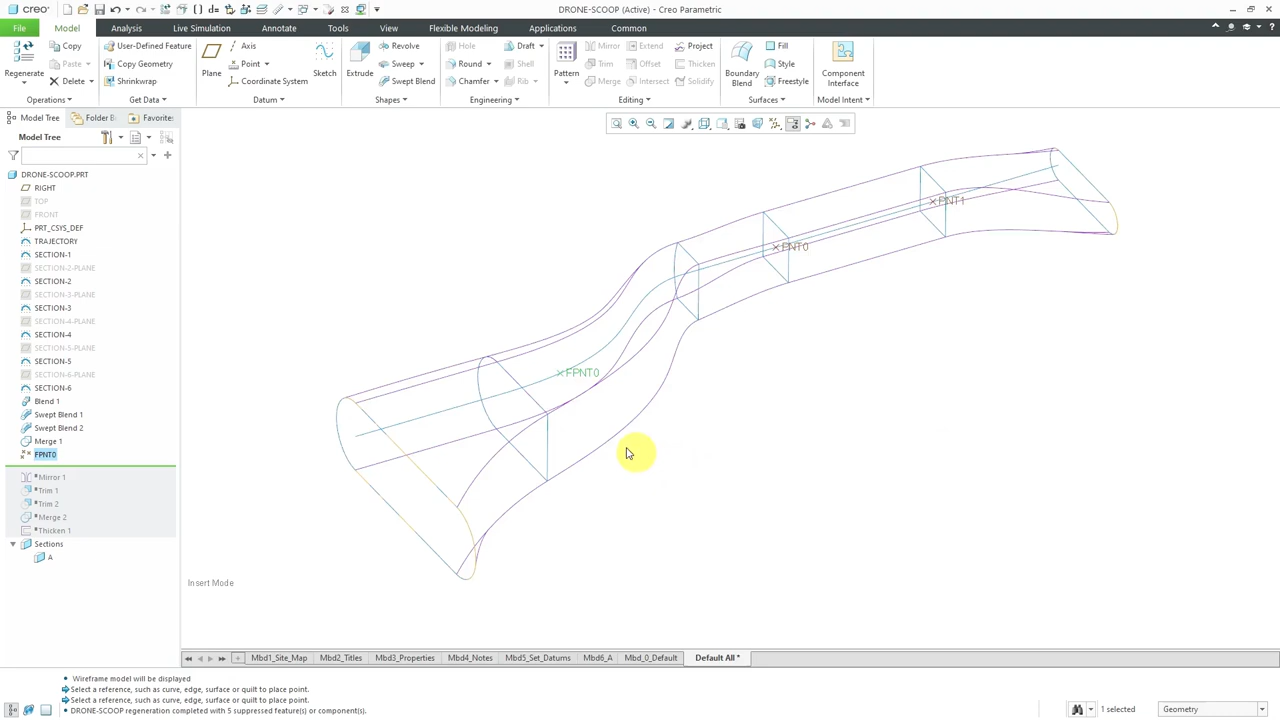 creo DRONE-SCOOP (Active) - Creo Parametric
File Model Analysis Live Simulation Annotate Tools View Flexible Modeling Applications Common
Regenerate Copy Paste Delete Operations
User-Defined Feature Copy Geometry Shrinkwrap Get Data
Plane Axis Point Coordinate System Sketch Datum
Extrude Revolve Sweep Swept Blend Shapes
Hole Round Chamfer Draft Shell Rib Engineering
Pattern Mirror Trim Merge Extend Offset Intersect Project Thicken Solidify Editing
Boundary Blend Fill Style Freestyle Surfaces
Component Interface Model Intent
Model Tree Folder B Favorite
Model Tree
DRONE-SCOOP.PRT
RIGHT
TOP
FRONT
PRT_CSYS_DEF
TRAJECTORY
SECTION-1
SECTION-2-PLANE
SECTION-2
SECTION-3-PLANE
SECTION-3
SECTION-4-PLANE
SECTION-4
SECTION-5-PLANE
SECTION-5
SECTION-6-PLANE
SECTION-6
Blend 1
Swept Blend 1
Swept Blend 2
Merge 1
FPNT0
*Mirror 1
*Trim 1
*Trim 2
*Merge 2
*Thicken 1
Sections
A
PNT1
PNT0
FPNT0
Insert Mode
Mbd1_Site_Map Mbd2_Titles Mbd3_Properties Mbd4_Notes Mbd5_Set_Datums Mbd6_A Mbd_0_Default Default All *
Wireframe model will be displayed
Select a reference, such as curve, edge, surface or quilt to place point.
Select a reference, such as curve, edge, surface or quilt to place point.
DRONE-SCOOP regeneration completed with 5 suppressed feature(s) or component(s).
1 selected Geometry